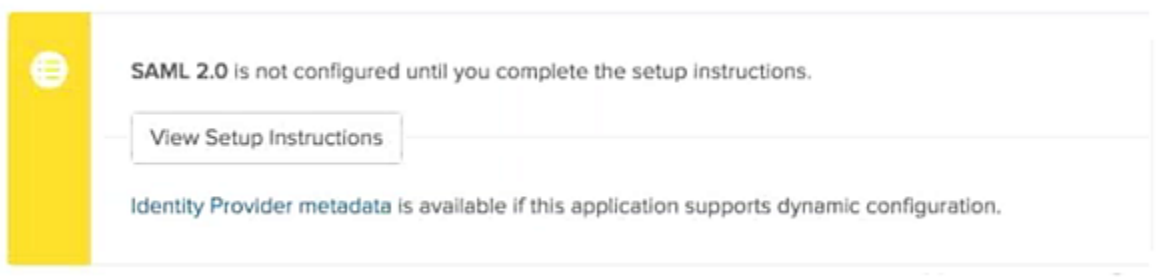 SAML 2.0 is not configured until you complete the setup instructions.
View Setup Instructions
Identity Provider metadata is available if this application supports dynamic configuration.